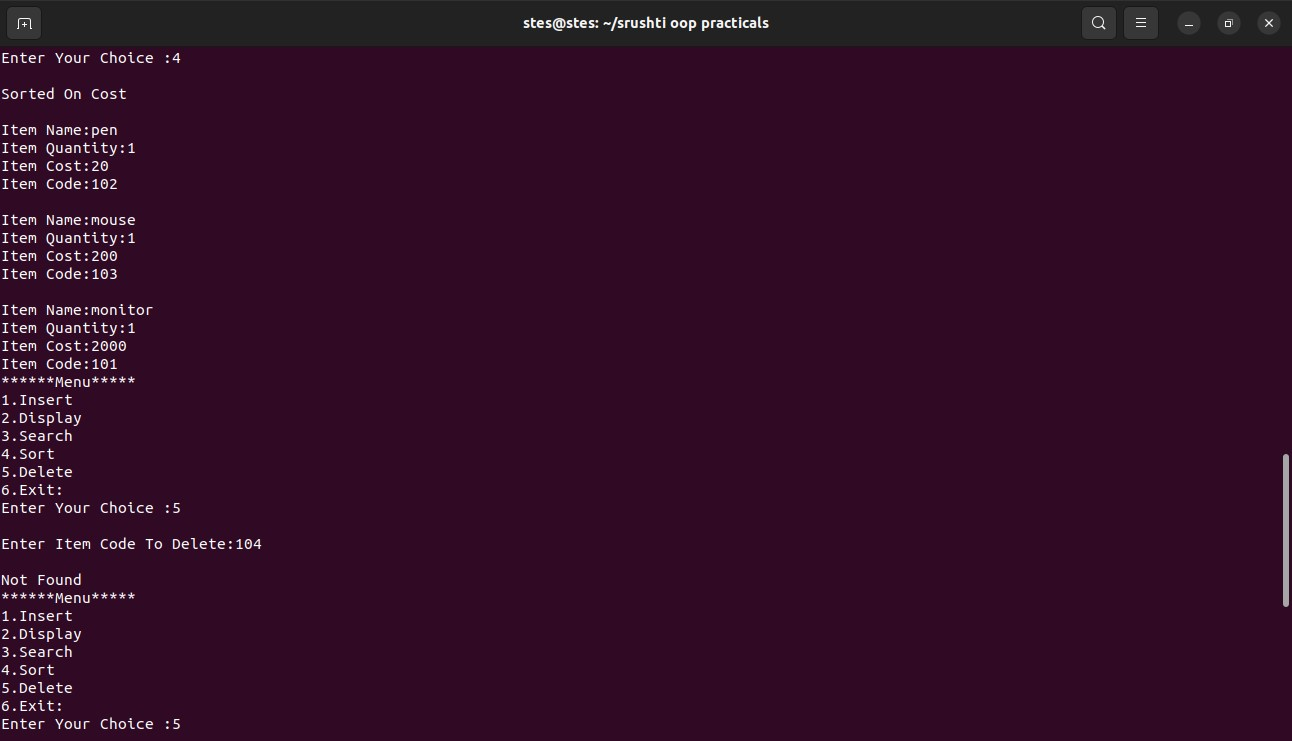 stes@stes: ~/srushti oop practicals
Enter Your Choice :4
Sorted On Cost
Item Name:pen
Item Quantity:1
Item Cost:20
Item Code:102
Item Name:mouse
Item Quantity:1
Item Cost:200
Item Code:103
Item Name:monitor
Item Quantity:1
Item Cost:2000
Item Code:101
******Menu*****
1.Insert
2.Display
3.Search
4.Sort
5.Delete
6.Exit:
Enter Your Choice :5
Enter Item Code To Delete:104
Not Found
******Menu*****
1.Insert
2.Display
3.Search
4.Sort
5.Delete
6.Exit:
Enter Your Choice :5